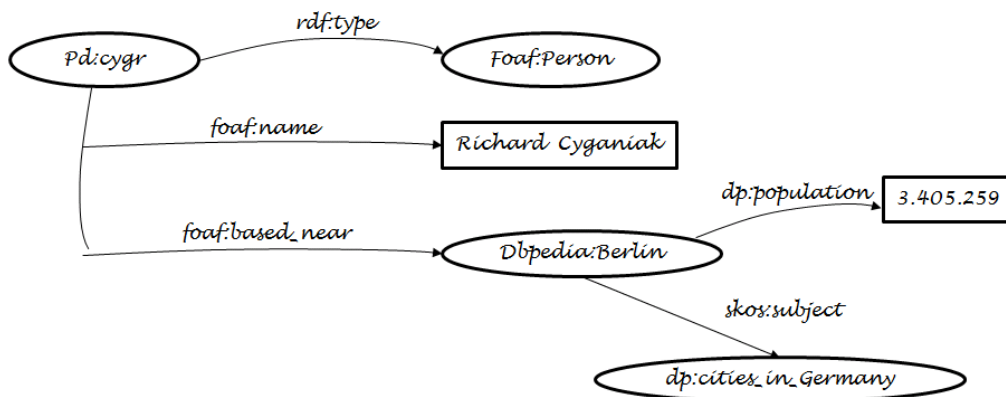 rdf:type
Pd:cygr
Foaf:Person
foaf:name
Richard Cyganiak
dp:population
3.405.259
foaf:based_near
Dbpedia:Berlin
skos:subject
dp:cities_in_Germany